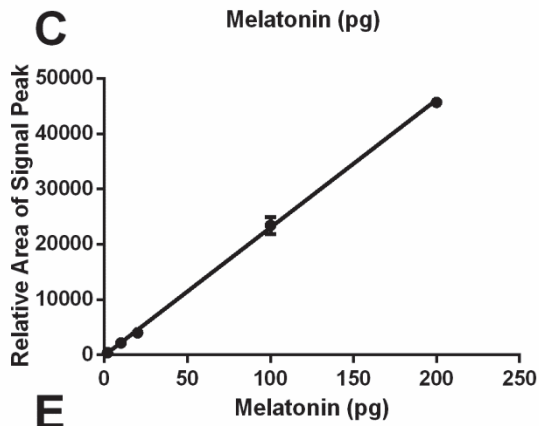 C
Melatonin (pg)
Relative Area of Signal Peak
50000
40000
30000
20000
10000
0
0 50 100 150 200 250
Melatonin (pg)
E